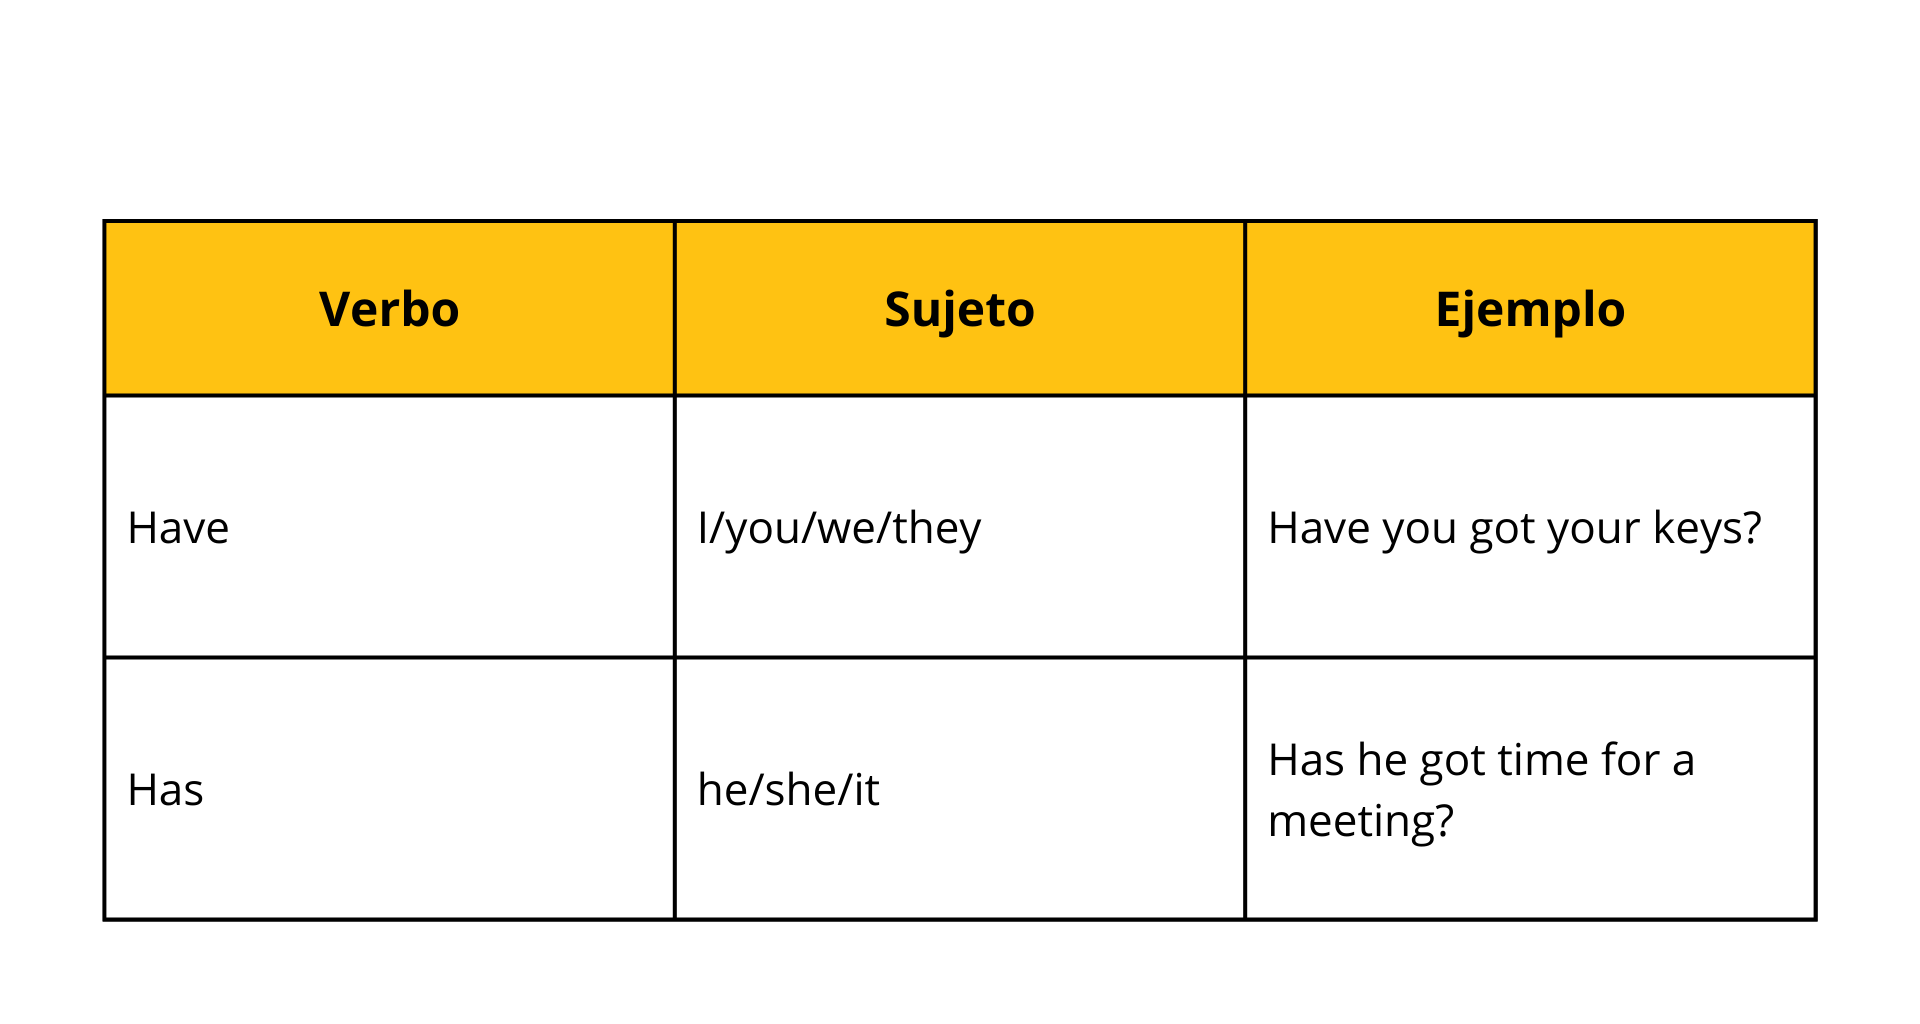 Verbo Sujeto Ejemplo
Have I/you/we/they Have you got your keys?
Has he/she/it Has he got time for a
meeting?